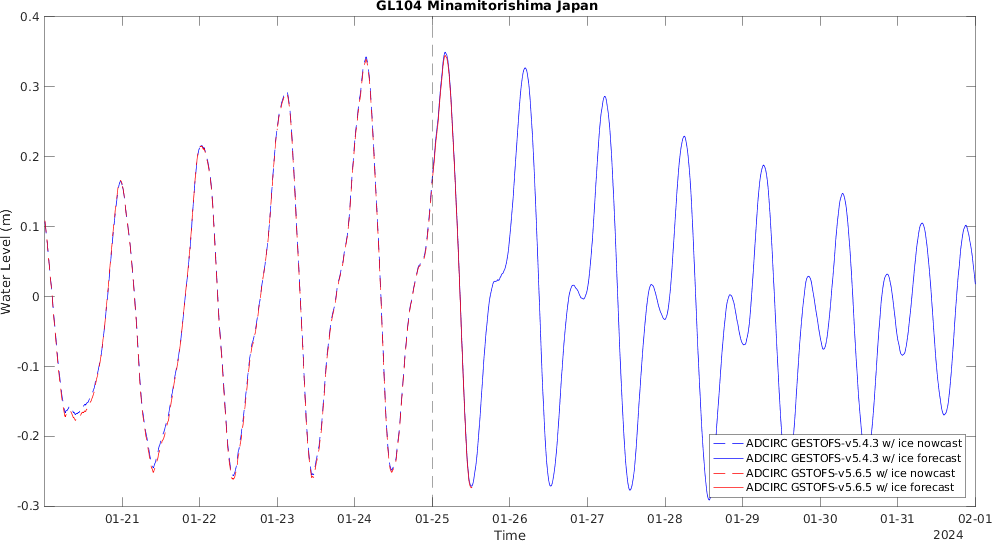 GL104 Minamitorishima Japan
0.4
0.3
0.2
0.1
0
-0.1
-0.2
-0.3
Water Level (m)
01-21 01-22 01-23 01-24 01-25 01-26 01-27 01-28 01-29 01-30 01-31 02-01
Time
2024
ADCIRC GESTOFS-v5.4.3 w/ ice nowcast
ADCIRC GESTOFS-v5.4.3 w/ ice forecast
ADCIRC GSTOFS-v5.6.5 w/ ice nowcast
ADCIRC GSTOFS-v5.6.5 w/ ice forecast